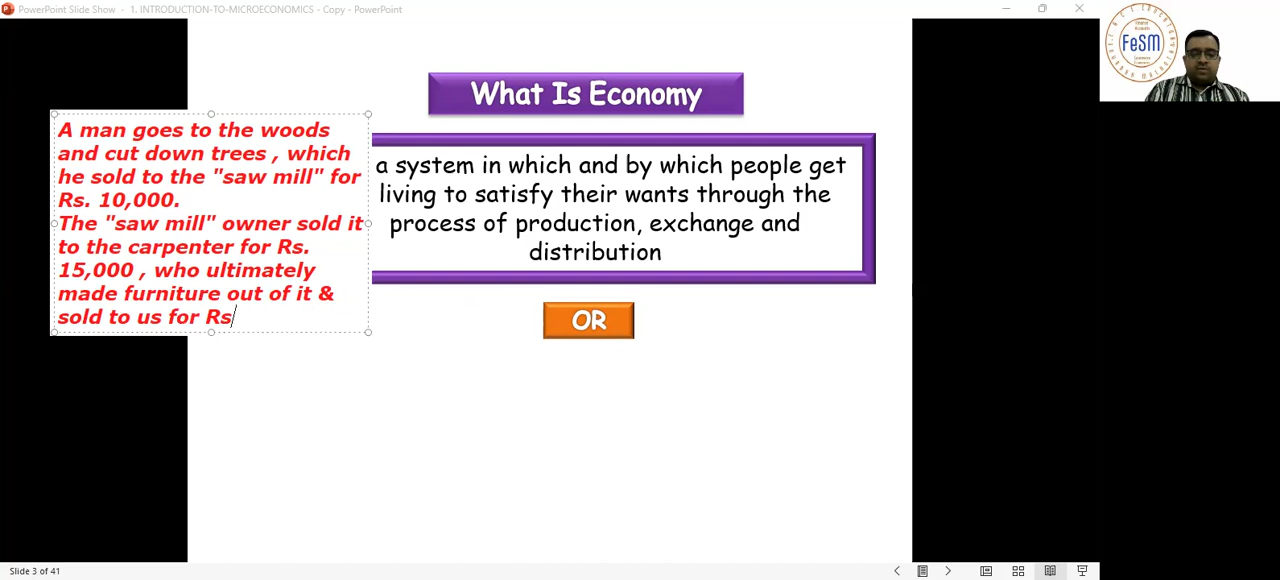 PowerPoint Slide Show - 1. INTRODUCTION-TO-MICROECONOMICS - Copy - PowerPoint
FeSM
What Is Economy
A man goes to the woods
and cut down trees , which
he sold to the "saw mill" for
Rs. 10,000.
The "saw mill" owner sold it
to the carpenter for Rs.
15,000 , who ultimately
made furniture out of it &
sold to us for Rs
a system in which and by which people get
living to satisfy their wants through the
process of production, exchange and
distribution
OR
Slide 3 of 41